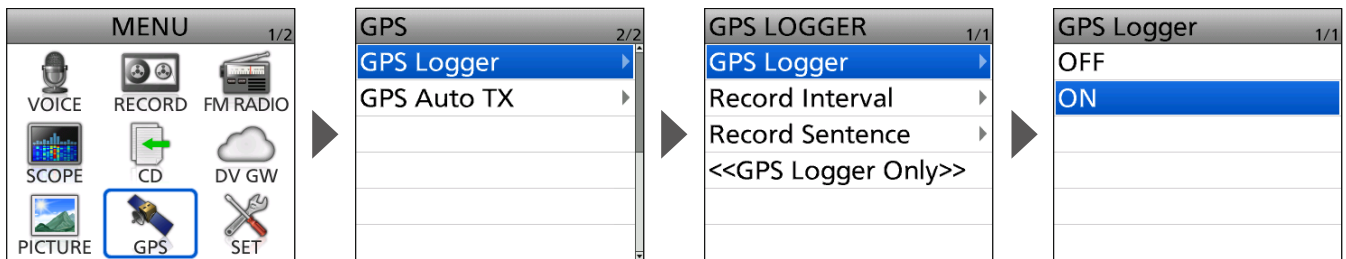 MENU 1/2
VOICE RECORD FM RADIO
SCOPE CD DV GW
PICTURE GPS SET
GPS 2/2
GPS Logger
GPS Auto TX
GPS LOGGER 1/1
GPS Logger
Record Interval
Record Sentence
<<GPS Logger Only>>
GPS Logger 1/1
OFF
ON